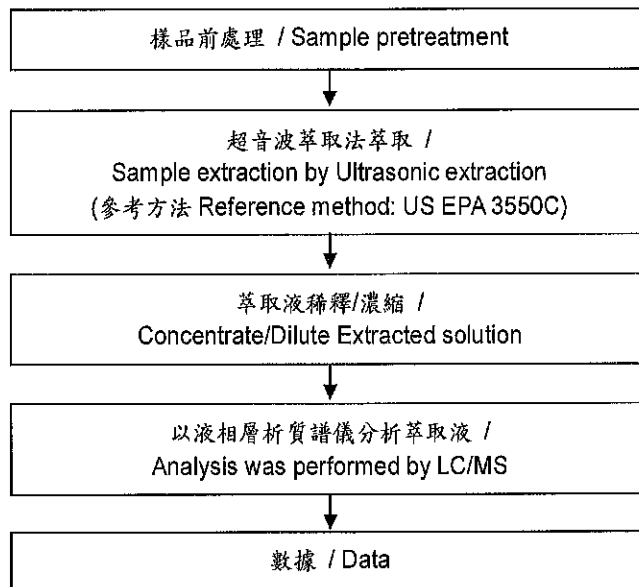 樣品前處理 / Sample pretreatment
超音波萃取法萃取 /
Sample extraction by Ultrasonic extraction
(參考方法 Reference method: US EPA 3550C)
萃取液稀釋/濃縮 /
Concentrate/Dilute Extracted solution
以液相層析質譜儀分析萃取液 /
Analysis was performed by LC/MS
數據 / Data